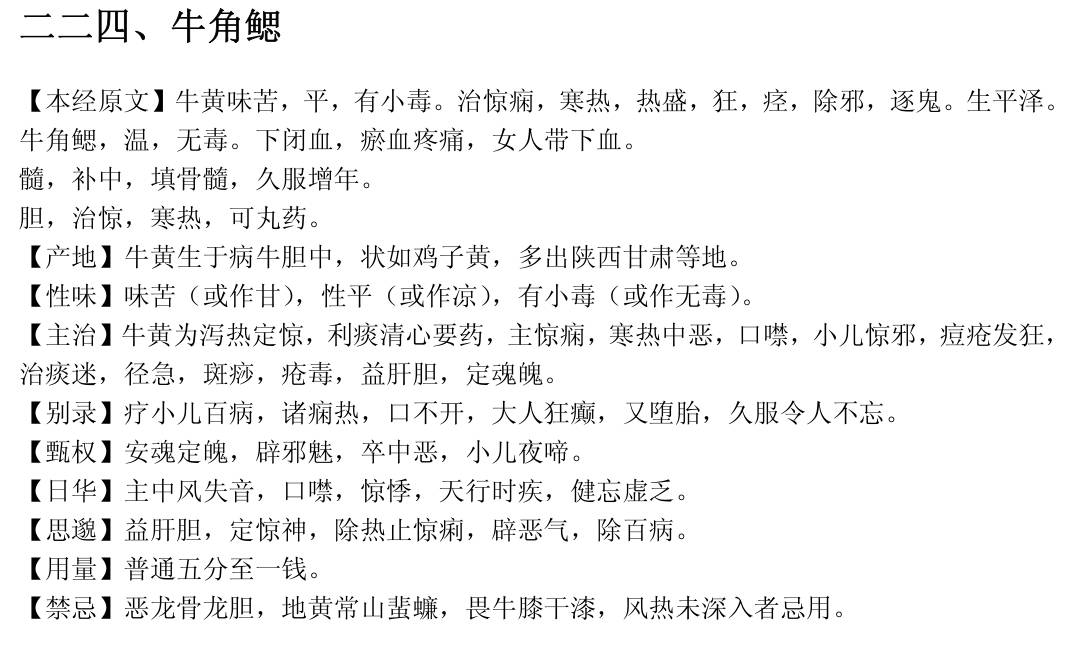 二二四、牛角鳃
【本经原文】牛黄味苦，平，有小毒。治惊痫，寒热，热盛，狂，痉，除邪，逐鬼。生平泽。
牛角鳃，温，无毒。下闭血，瘀血疼痛，女人带下血。
髓，补中，填骨髓，久服增年。
胆，治惊，寒热，可丸药。
【产地】牛黄生于病牛胆中，状如鸡子黄，多出陕西甘肃等地。
【性味】味苦（或作甘），性平（或作凉），有小毒（或作无毒）。
【主治】牛黄为泻热定惊，利痰清心要药，主惊痫，寒热中恶，口噤，小儿惊邪，痘疮发狂，
治痰迷，径急，斑痧，疮毒，益肝胆，定魂魄。
【别录】疗小儿百病，诸痫热，口不开，大人狂癫，又堕胎，久服令人不忘。
【甄权】安魂定魄，辟邪魅，卒中恶，小儿夜啼。
【日华】主中风失音，口噤，惊悸，天行时疾，健忘虚乏。
【思邈】益肝胆，定惊神，除热止惊痢，辟恶气，除百病。
【用量】普通五分至一钱。
【禁忌】恶龙骨龙胆，地黄常山蜚蠊，畏牛膝干漆，风热未深入者忌用。